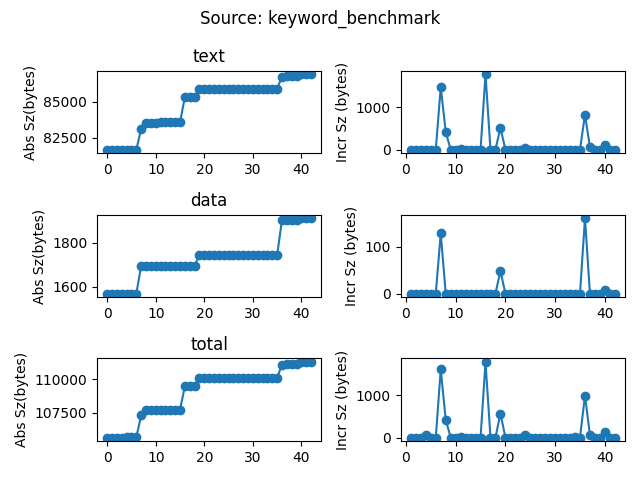 Source: keyword_benchmark
text
Abs Sz(bytes)
85000
82500
0 10 20 30 40
Incr Sz (bytes)
1000
0
0 10 20 30 40
data
Abs Sz(bytes)
1800
1600
0 10 20 30 40
Incr Sz (bytes)
100
0
0 10 20 30 40
total
Abs Sz(bytes)
110000
107500
0 10 20 30 40
Incr Sz (bytes)
1000
0
0 10 20 30 40